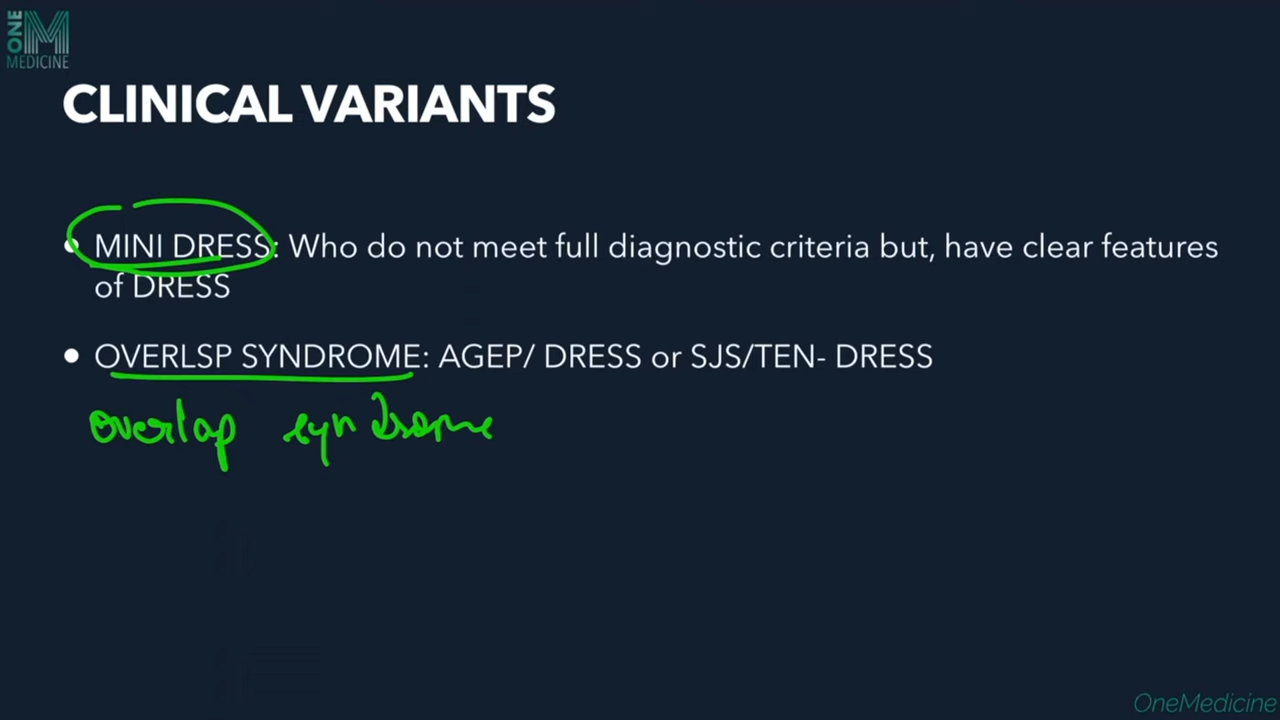 ONE
M
MEDICINE
CLINICAL VARIANTS
• MINI DRESS: Who do not meet full diagnostic criteria but, have clear features
of DRESS
• OVERLSP SYNDROME: AGEP/ DRESS or SJS/TEN- DRESS
overlap syndrome
OneMedicine